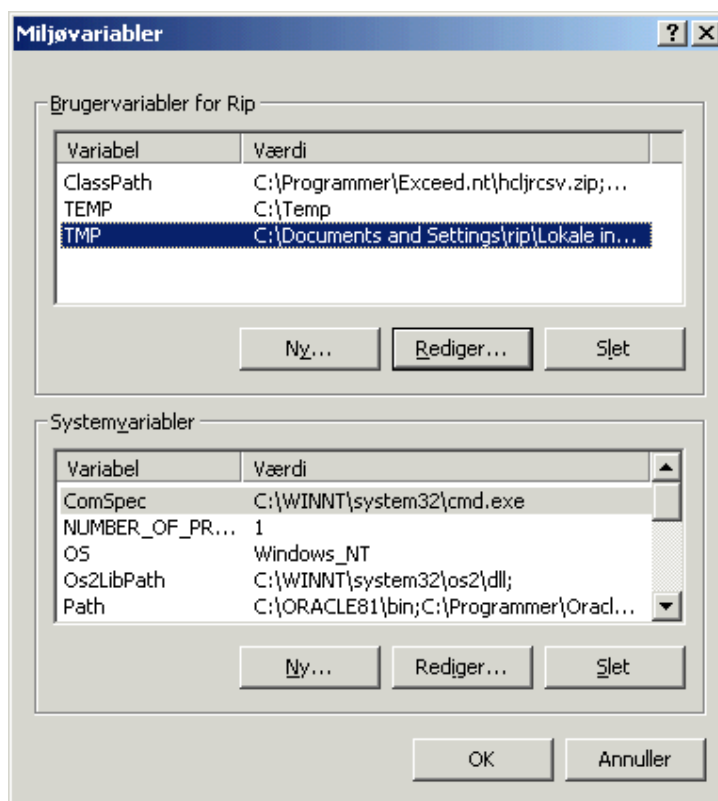 Miljøvariabler
Brugervariabler for Rip
Variabel Værdi
ClassPath C:\Programmer\Exceed.nt\hcljrcsv.zip;...
TEMP C:\Temp
TMP C:\Documents and Settings\rip\Lokale in...
Ny... Rediger... Slet
Systemvariabler
Variabel Værdi
ComSpec C:\WINNT\system32\cmd.exe
NUMBER_OF_PR... 1
OS Windows_NT
Os2LibPath C:\WINNT\system32\os2\dll;
Path C:\ORACLE81\bin;C:\Programmer\Oracl...
Ny... Rediger... Slet
OK Annuller